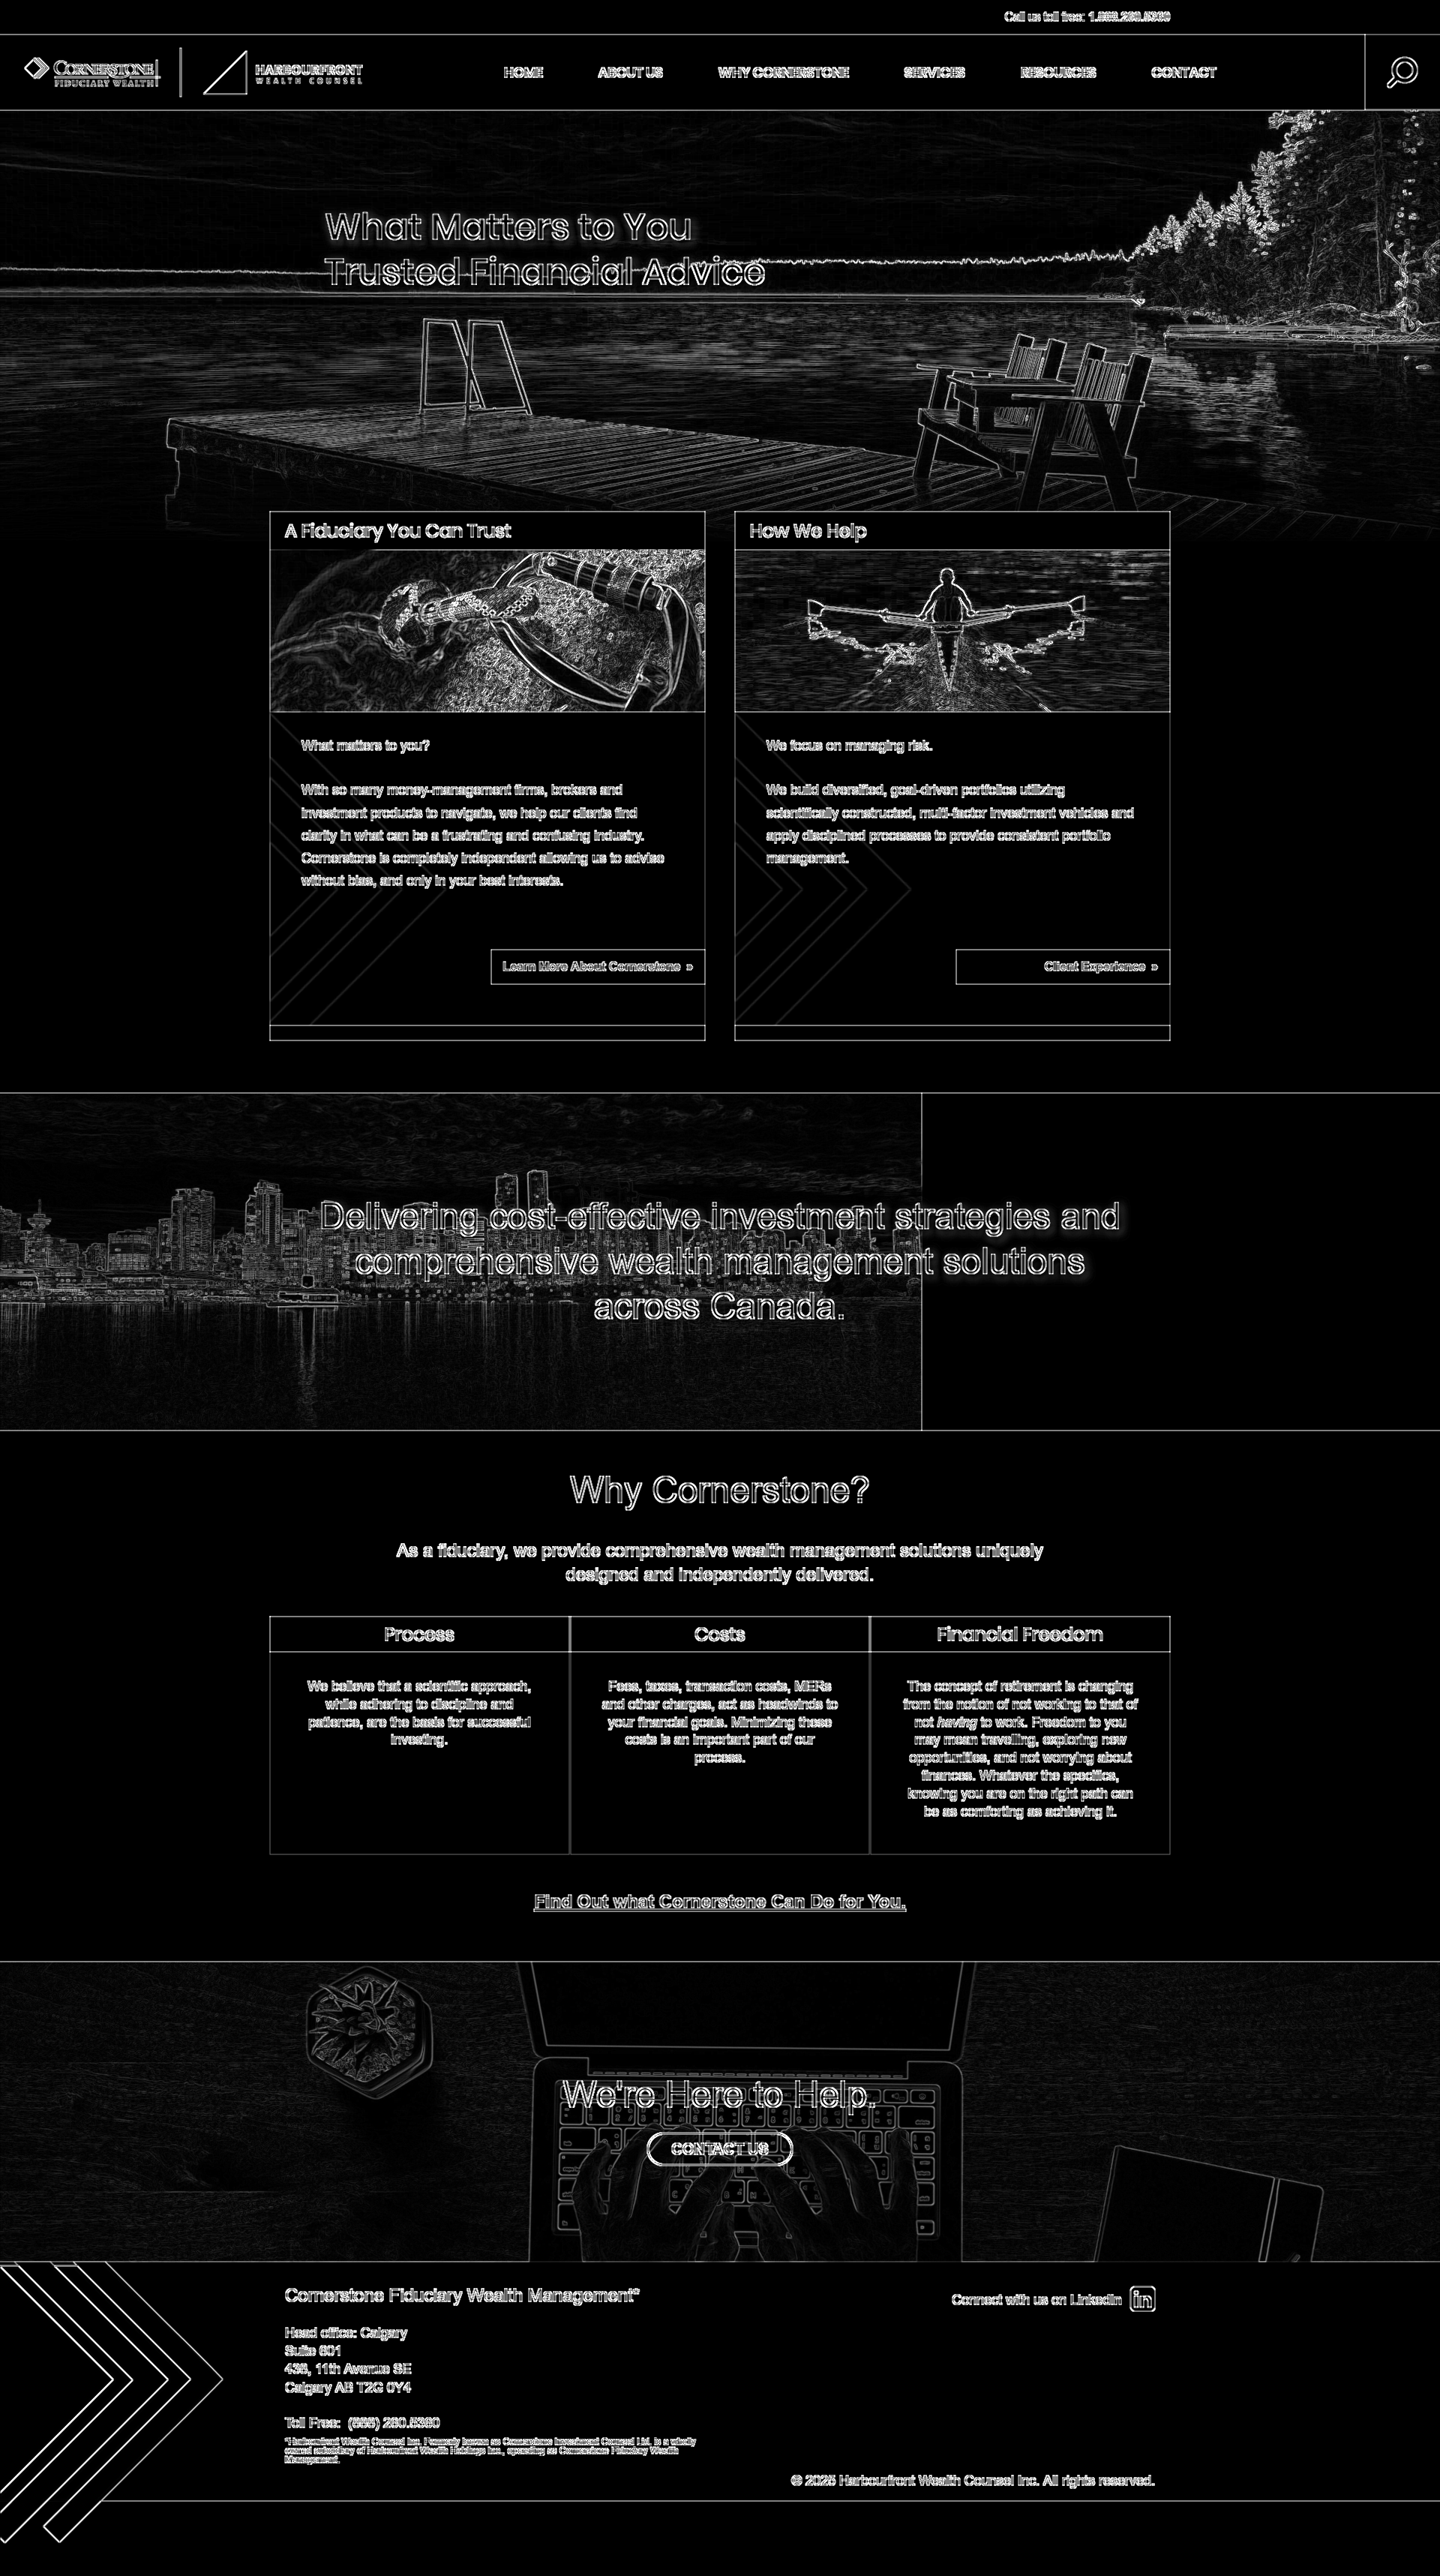 Call us toll free:
CORNERSTONE
FIDUCIARY WEALTH
HARBOURFRONT
WEALTH COUNSEL
HOME ABOUT US WHY CORNERSTONE SERVICES RESOURCES CONTACT
What Matters to You
Trusted Financial Advice
A Fiduciary You Can Trust
What matters to you?
With so many money-management firms, brokers and
investment products to navigate, we help our clients find
clarity in what can be a frustrating and confusing industry.
Cornerstone is completely independent allowing us to advise
without bias, and only in your best interests.
Learn More About Cornerstone »
How We Help
We focus on managing risk.
We build diversified, goal-driven portfolios utilizing
scientifically constructed, multi-factor investment vehicles and
apply disciplined processes to provide consistent portfolio
management.
Client Experience »
Delivering cost-effective investment strategies and
comprehensive wealth management solutions
across Canada.
Why Cornerstone?
As a fiduciary, we provide comprehensive wealth management solutions uniquely
designed and independently delivered.
Process
We believe that a scientific approach,
while adhering to discipline and
patience, are the basis for successful
investing.
Costs
Fees, taxes, transaction costs, MERs
and other charges, act as headwinds to
your financial goals. Minimizing these
costs is an important part of our
process.
Financial Freedom
The concept of retirement is changing
from the notion of not working to that of
not having to work. Freedom to you
may mean travelling, exploring new
opportunities, and not worrying about
finances. Whatever the specifics,
knowing you are on the right path can
be as comforting as achieving it.
Find Out what Cornerstone Can Do for You.
We're Here to Help.
CONTACT US
Cornerstone Fiduciary Wealth Management*
Head office: Calgary
Suite 601
438, 11th Avenue SE
Calgary AB T2G 0Y4
Toll Free:
*Harbourfront Wealth Counsel Inc. Formerly known as Cornerstone Investment Counsel Ltd. is a wholly
owned subsidiary of Harbourfront Wealth Holdings Inc., operating as Cornerstone Fiduciary Wealth
Management.
Connect with us on LinkedIn in
© 2025 Harbourfront Wealth Counsel Inc. All rights reserved.